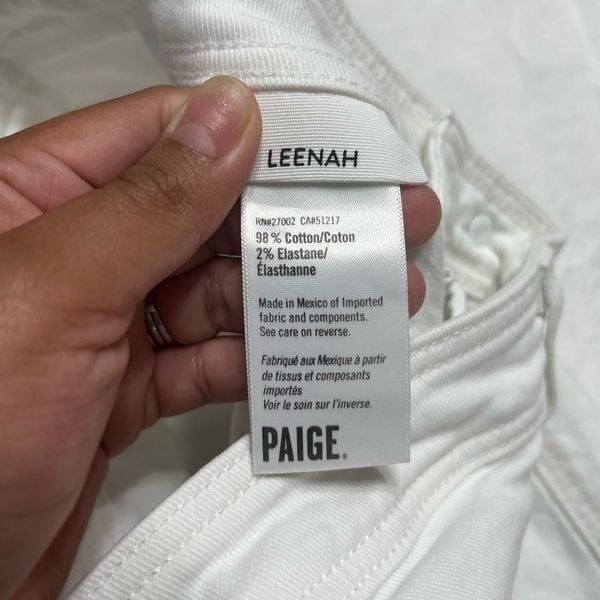 LEENAH
RN#27002 CA#51217
98 % Cotton/Coton
2% Elastane/
Élasthanne
Made in Mexico of Imported
fabric and components.
See care on reverse.
Fabriqué aux Mexique à partir
de tissus et composants
importés
Voir le soin sur l'inverse.
PAIGE.